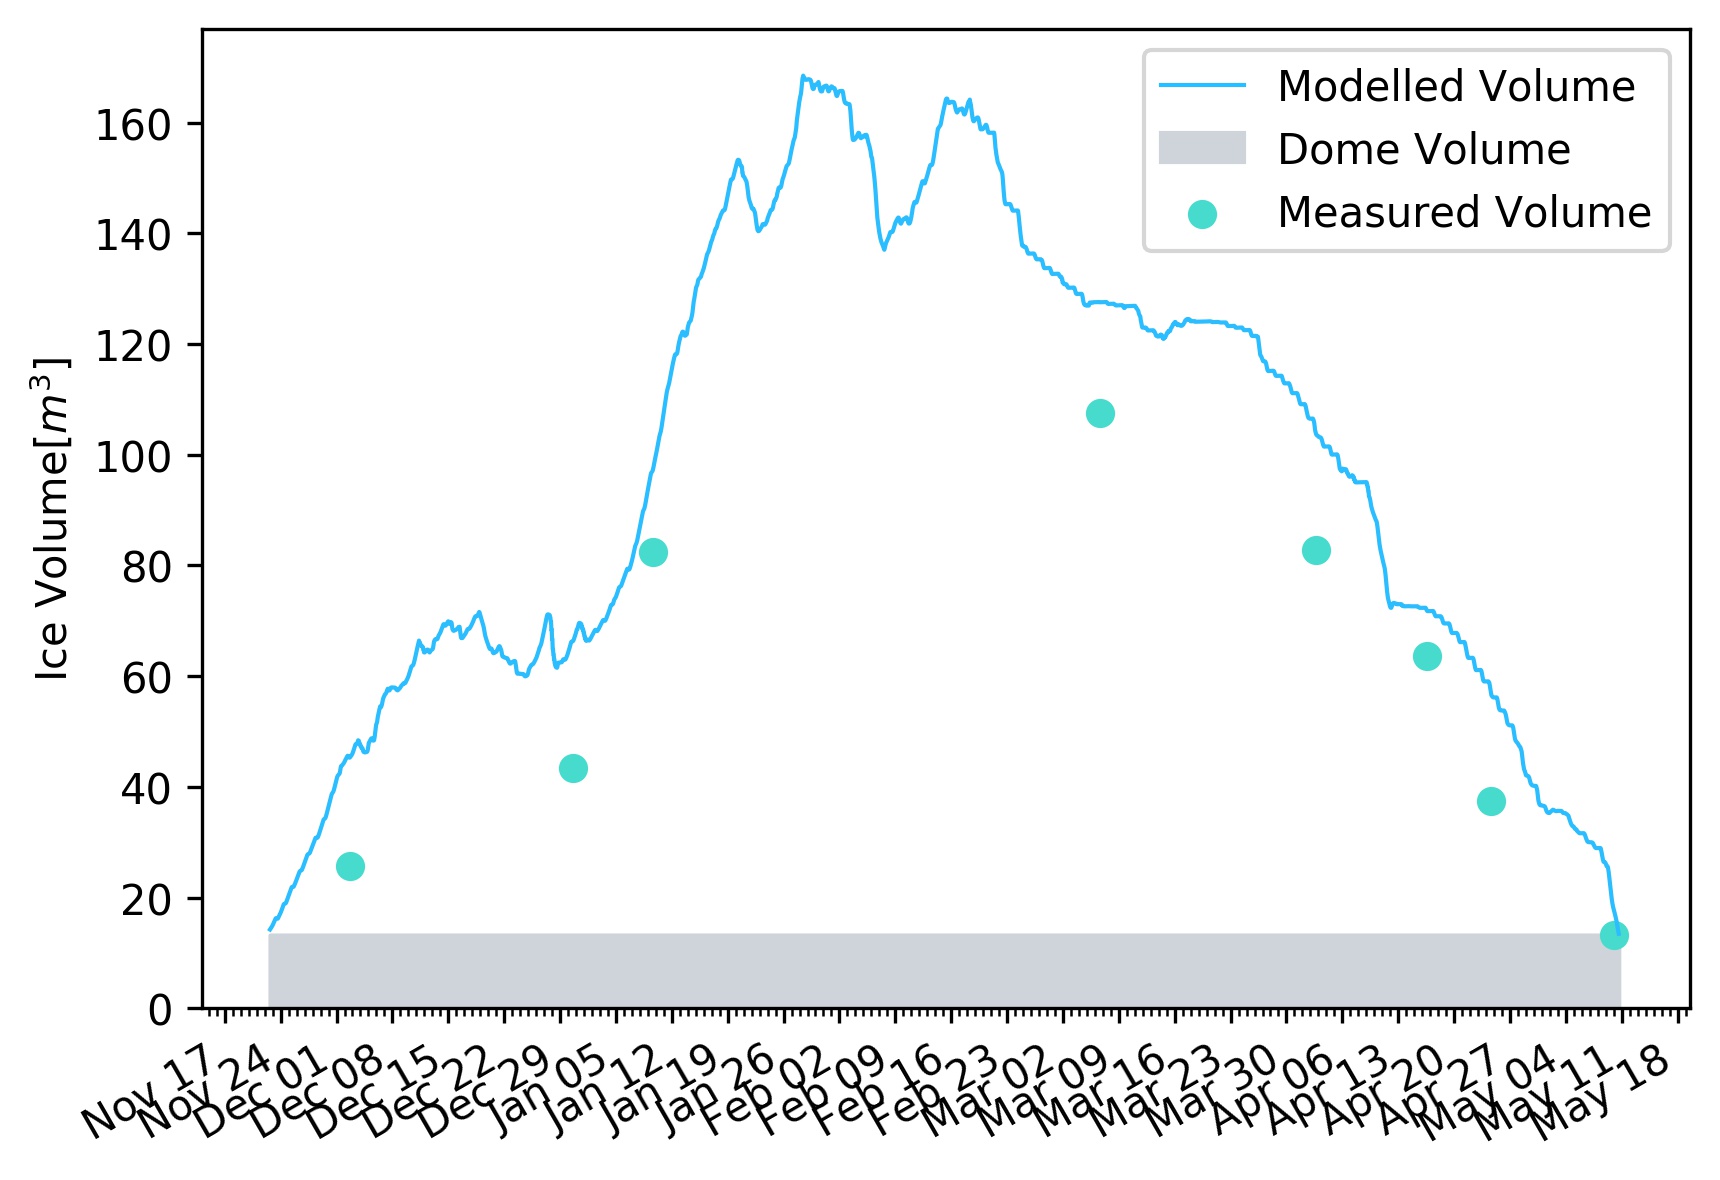 Modelled Volume
Dome Volume
Measured Volume
Ice Volume[m³]
160
140
120
100
80
60
40
20
0
Nov 17
Nov 24
Dec 01
Dec 08
Dec 15
Dec 22
Dec 29
Jan 05
Jan 12
Jan 19
Jan 26
Feb 02
Feb 09
Feb 16
Feb 23
Mar 02
Mar 09
Mar 16
Mar 23
Mar 30
Apr 06
Apr 13
Apr 20
Apr 27
May 04
May 11
May 18